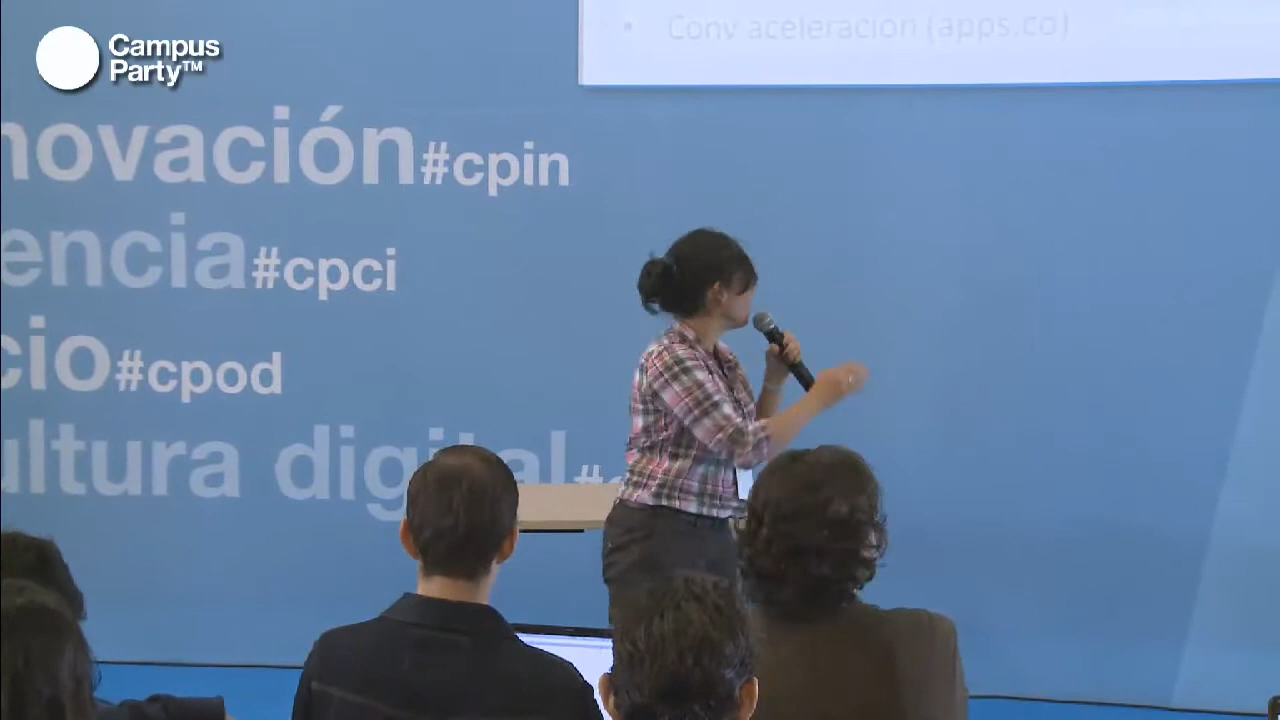 Campus
Party™
• Conv aceleracion (apps.co)
novación#cpin
encia#cpci
cio#cpod
ultura digital#